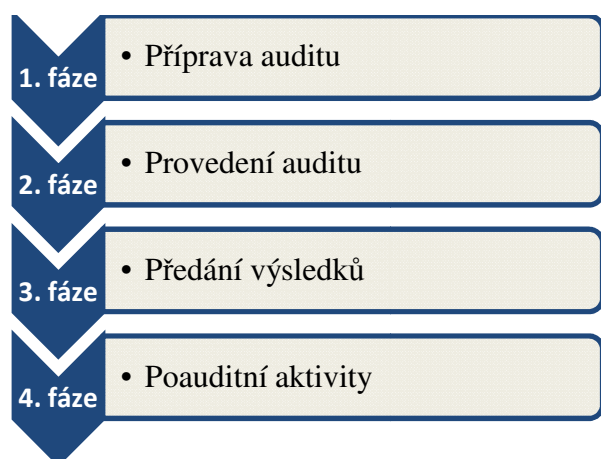 1. fáze
• Příprava auditu
2. fáze
• Provedení auditu
3. fáze
• Předání výsledků
4. fáze
• Poauditní aktivity